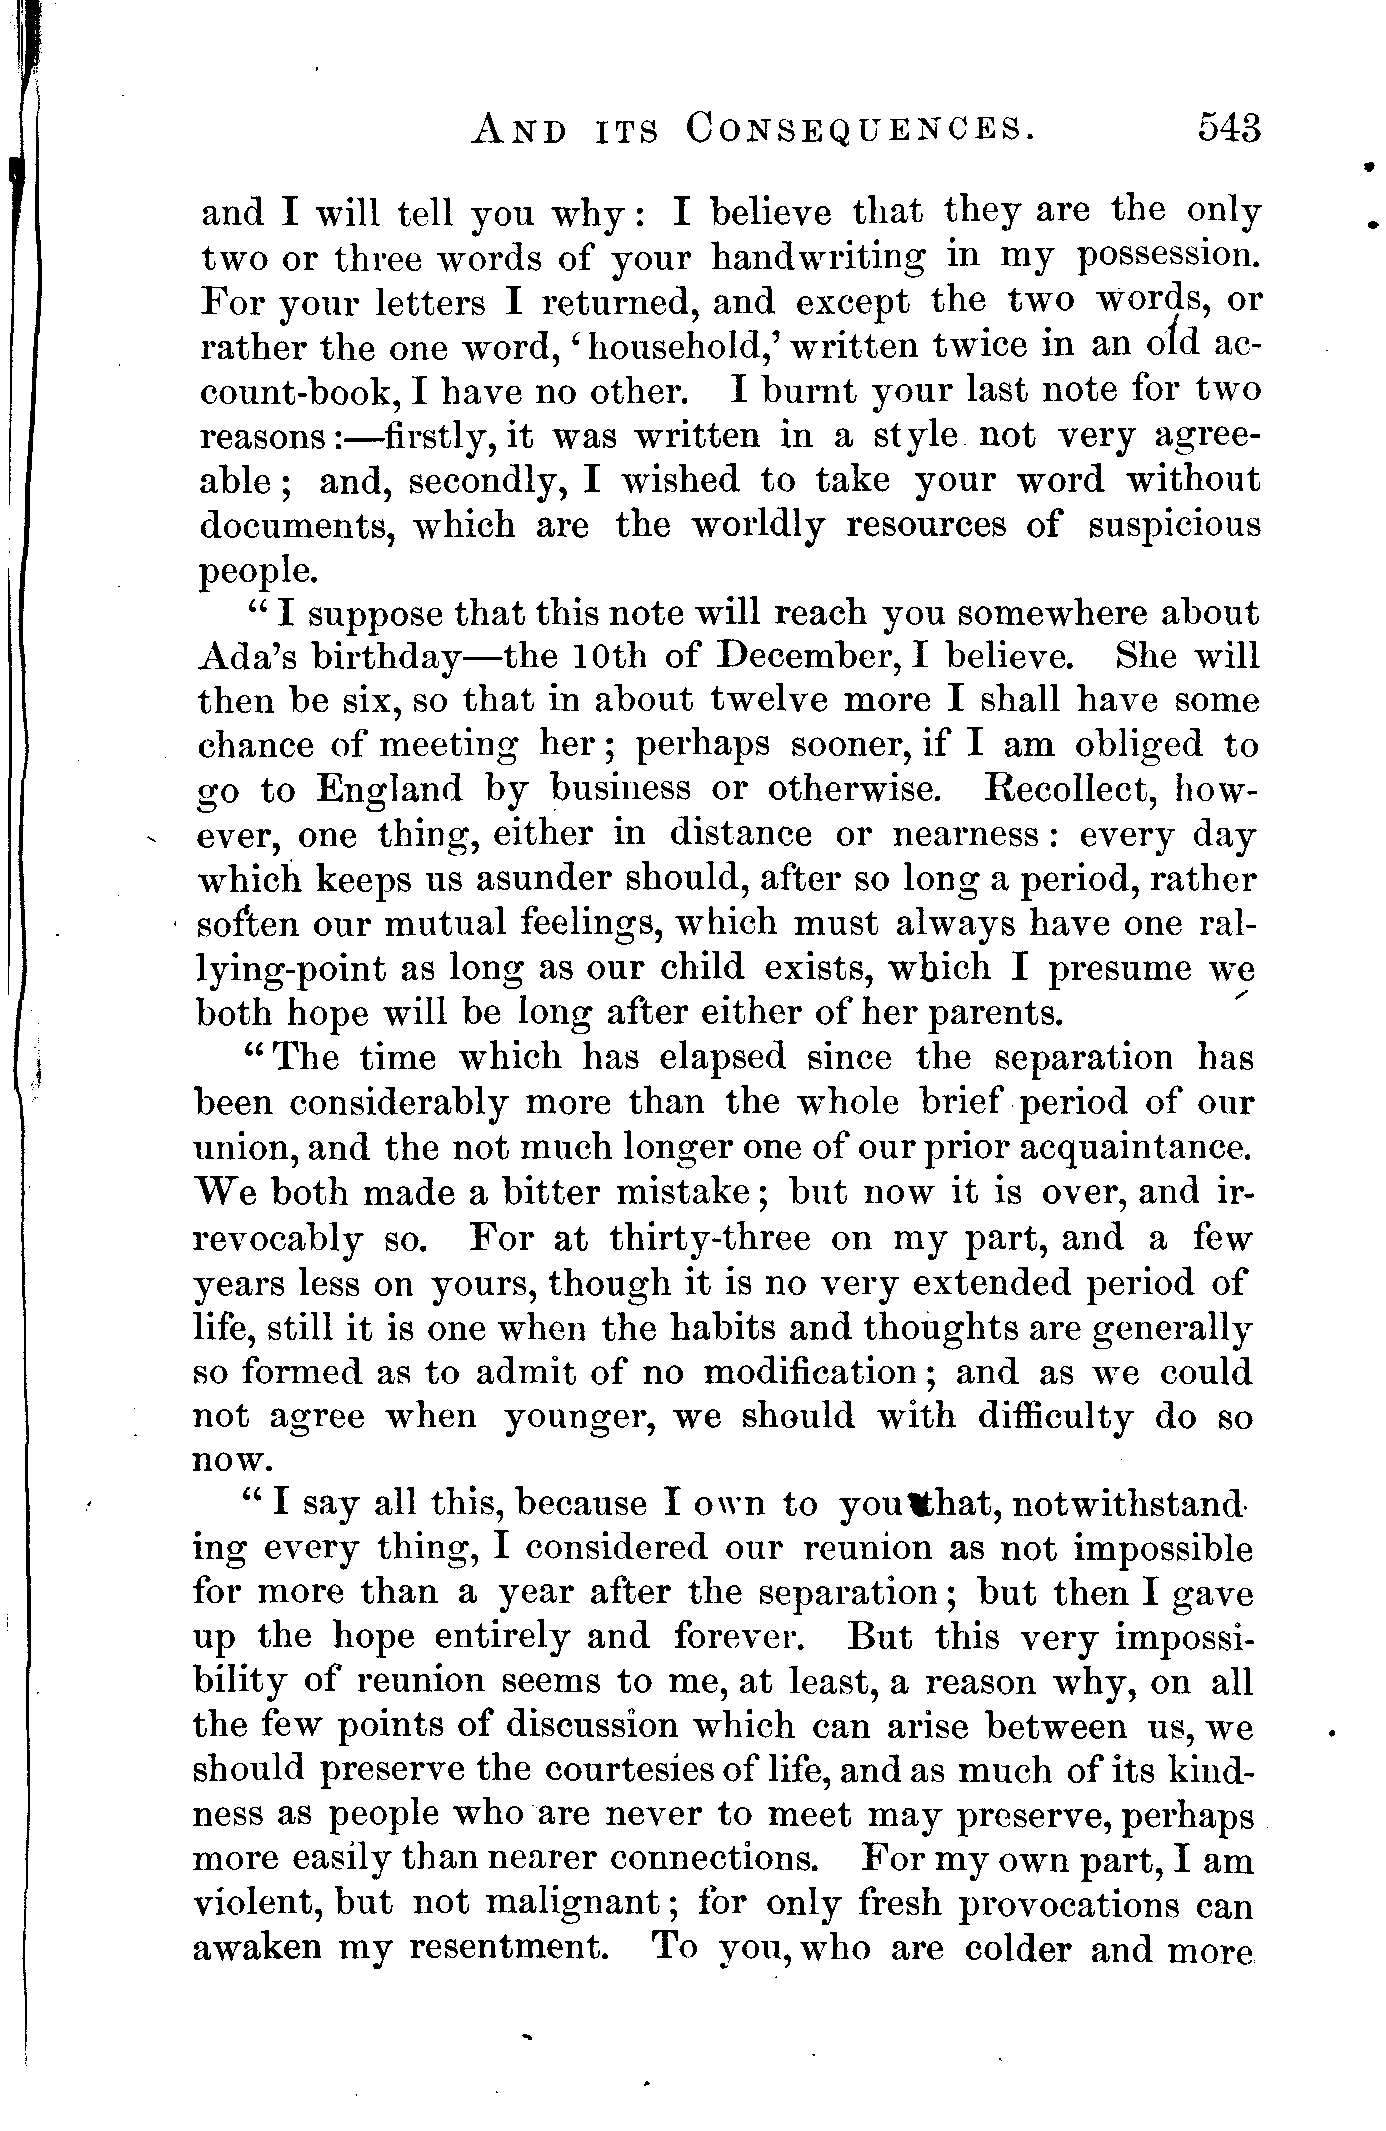 AND ITS CONSEQUENCES. 543
and I will tell you why: I believe that they are the only
two or three words of your handwriting in my possession.
For your letters I returned, and except the two words, or
rather the one word, ‘household,’ written twice in an old ac-
count-book, I have no other. I burnt your last note for two
reasons:—firstly, it was written in a style not very agree-
able; and, secondly, I wished to take your word without
documents, which are the worldly resources of suspicious
people.
“I suppose that this note will reach you somewhere about
Ada’s birthday—the 10th of December, I believe. She will
then be six, so that in about twelve more I shall have some
chance of meeting her; perhaps sooner, if I am obliged to
go to England by business or otherwise. Recollect, how-
ever, one thing, either in distance or nearness: every day
which keeps us asunder should, after so long a period, rather
soften our mutual feelings, which must always have one ral-
lying-point as long as our child exists, which I presume we
both hope will be long after either of her parents.
“The time which has elapsed since the separation has
been considerably more than the whole brief period of our
union, and the not much longer one of our prior acquaintance.
We both made a bitter mistake; but now it is over, and ir-
revocably so. For at thirty-three on my part, and a few
years less on yours, though it is no very extended period of
life, still it is one when the habits and thoughts are generally
so formed as to admit of no modification; and as we could
not agree when younger, we should with difficulty do so
now.
“I say all this, because I own to you that, notwithstand-
ing every thing, I considered our reunion as not impossible
for more than a year after the separation; but then I gave
up the hope entirely and forever. But this very impossi-
bility of reunion seems to me, at least, a reason why, on all
the few points of discussion which can arise between us, we
should preserve the courtesies of life, and as much of its kind-
ness as people who are never to meet may preserve, perhaps
more easily than nearer connections. For my own part, I am
violent, but not malignant; for only fresh provocations can
awaken my resentment. To you, who are colder and more